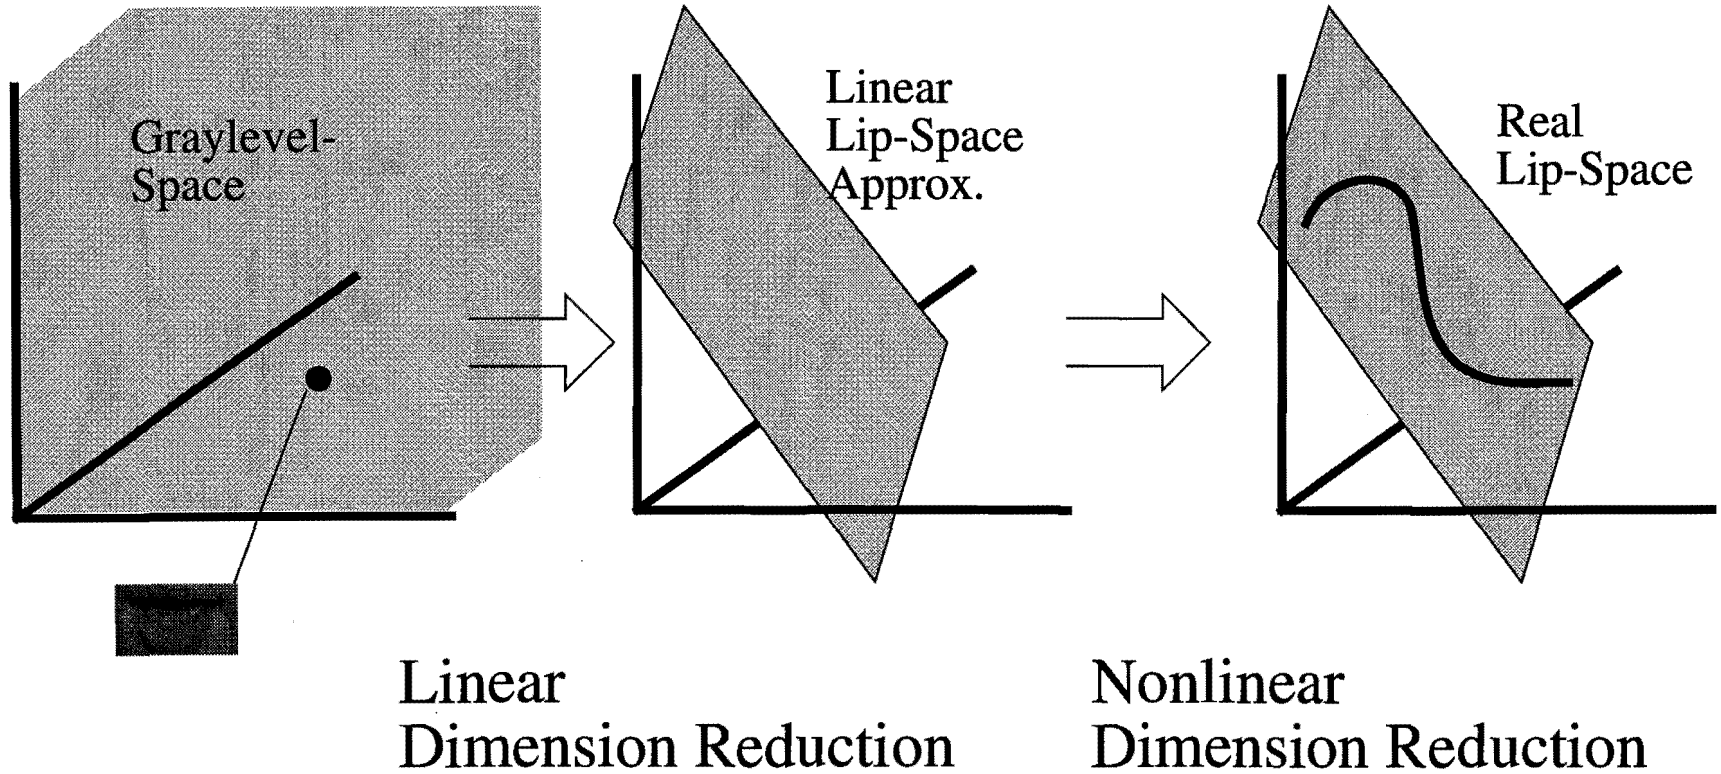 Graylevel-
Space
Linear
Lip-Space
Approx.
Real
Lip-Space
Linear
Dimension Reduction
Nonlinear
Dimension Reduction